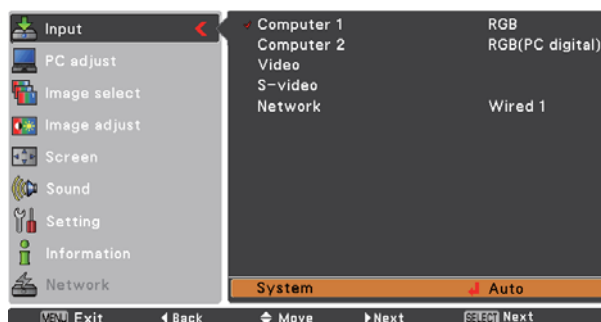 Input
PC adjust
Image select
Image adjust
Screen
Sound
Setting
Information
Network
Computer 1 RGB
Computer 2 RGB(PC digital)
Video
S-video
Network Wired 1
System Auto
MENU Exit Back Move Next SELECT Next